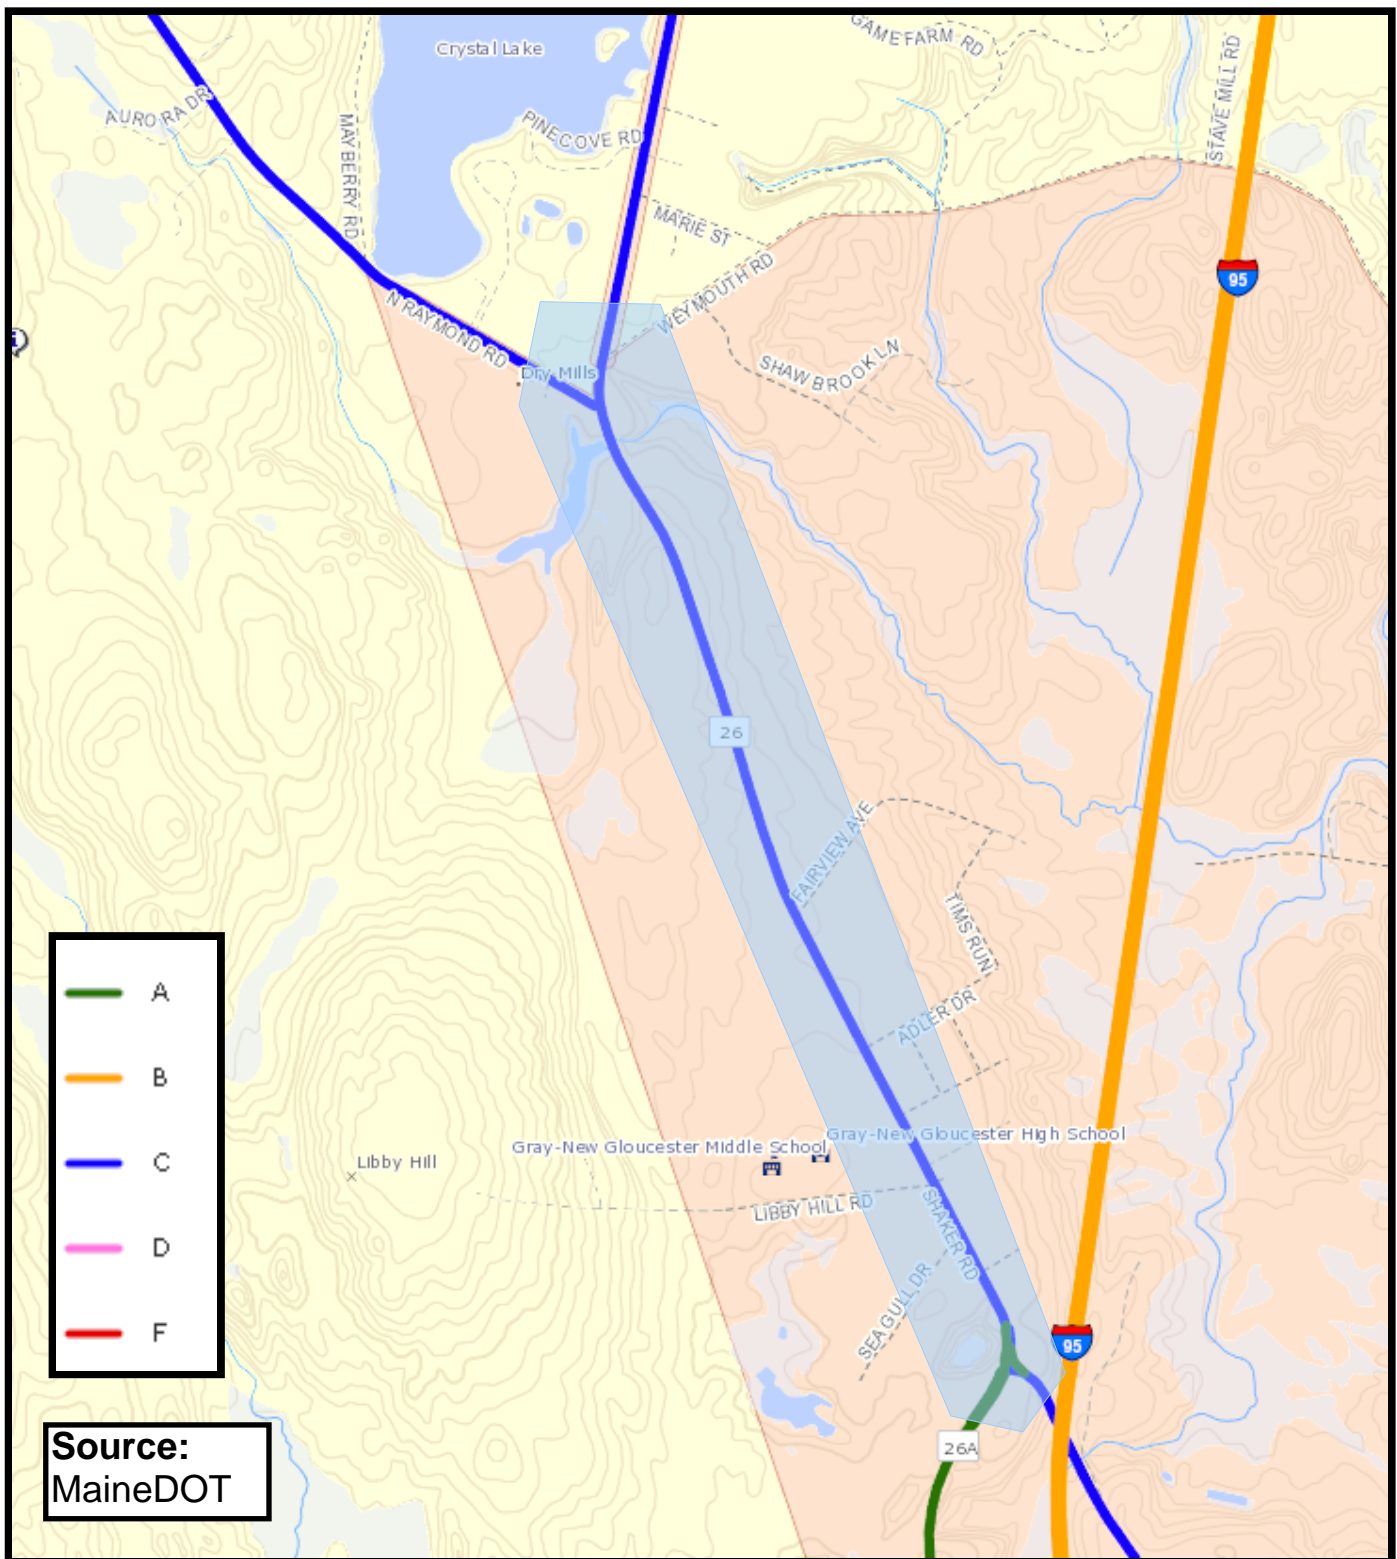 Crystal Lake
GAME FARM RD
STAVE MILL RD
AURORA DR
MAYBERRY RD
PINECOVE RD
MARIE ST
WEYMOUTH RD
95
N RAYMOND RD
Dry Mills
SHAW BROOK LN
i
26
FAIRVIEW AVE
TIMS RUN
ADLER DR
Gray-New Gloucester High School
Gray-New Gloucester Middle School
Libby Hill
LIBBY HILL RD
SHAKER RD
SEAGULL DR
95
26A
A
B
C
D
F
Source:
MaineDOT